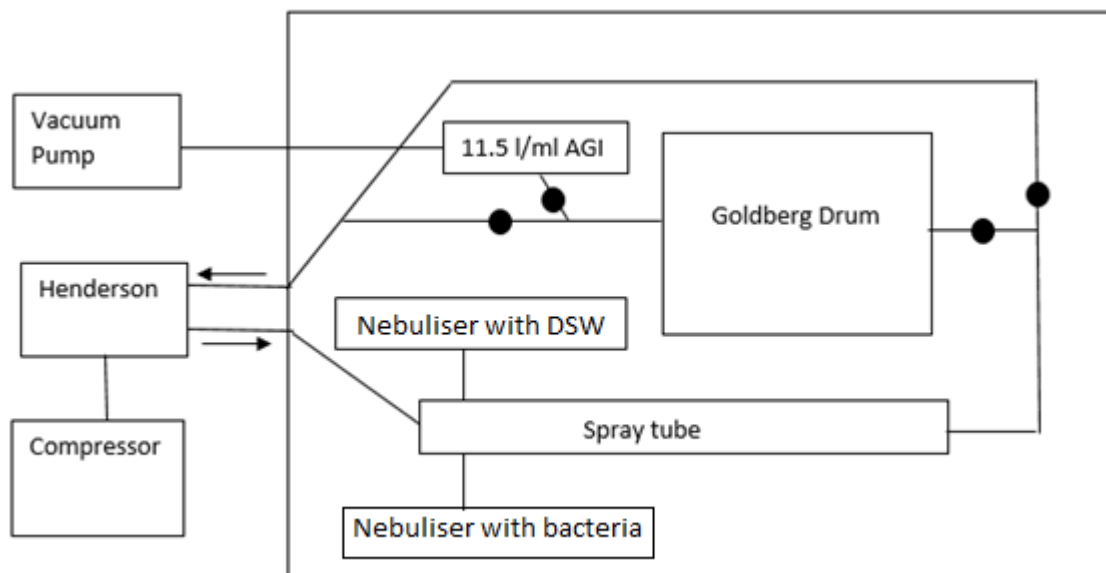 Vacuum
Pump
11.5 l/ml AGI
Goldberg Drum
Henderson
Nebuliser with DSW
Compressor
Spray tube
Nebuliser with bacteria